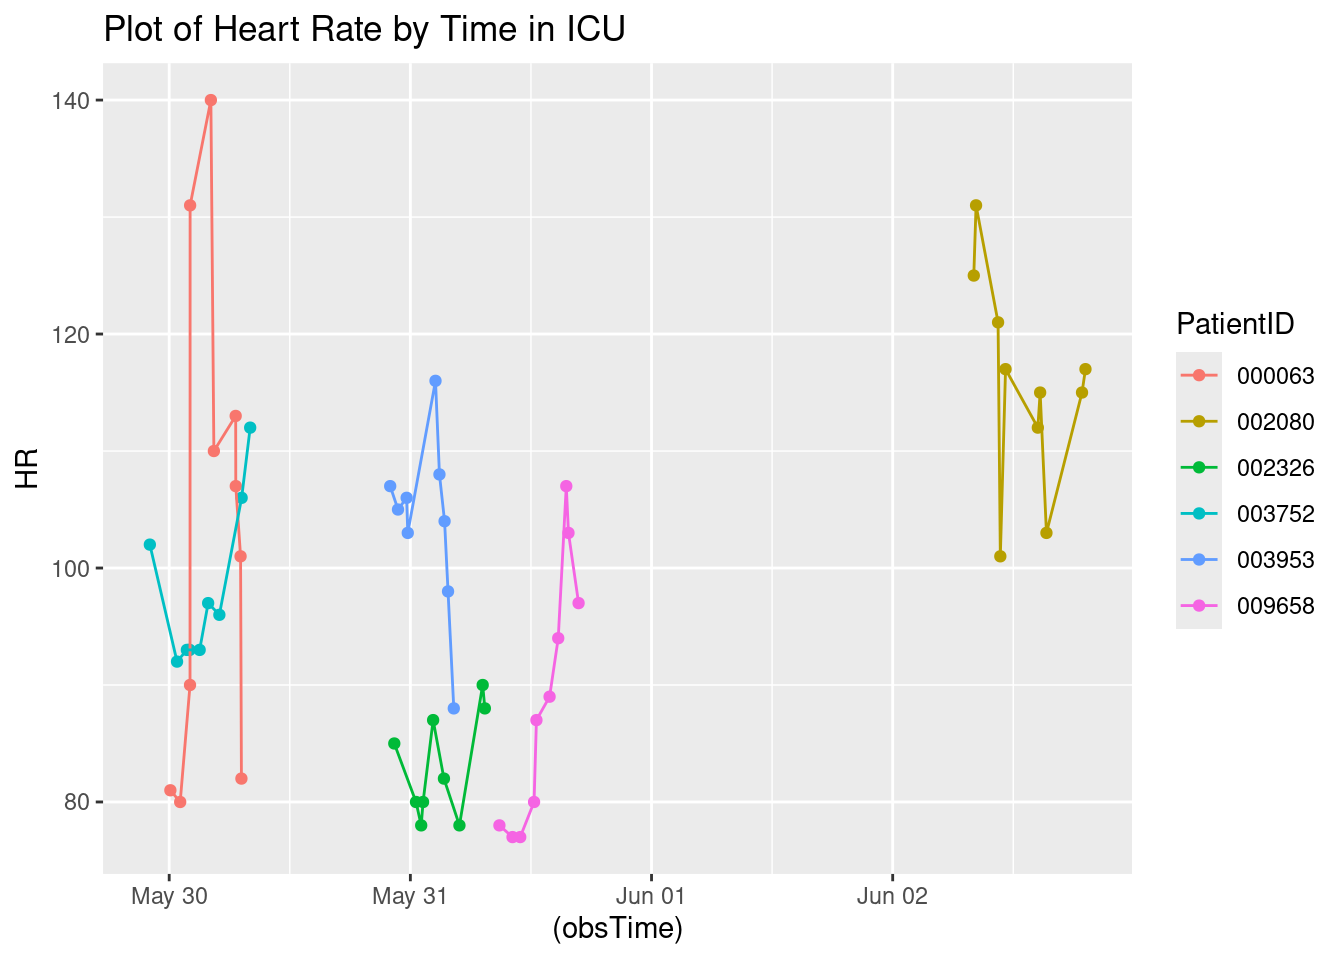 Plot of Heart Rate by Time in ICU
140
120
100
80
HR
May 30
May 31
Jun 01
Jun 02
(obsTime)
PatientID
000063
002080
002326
003752
003953
009658